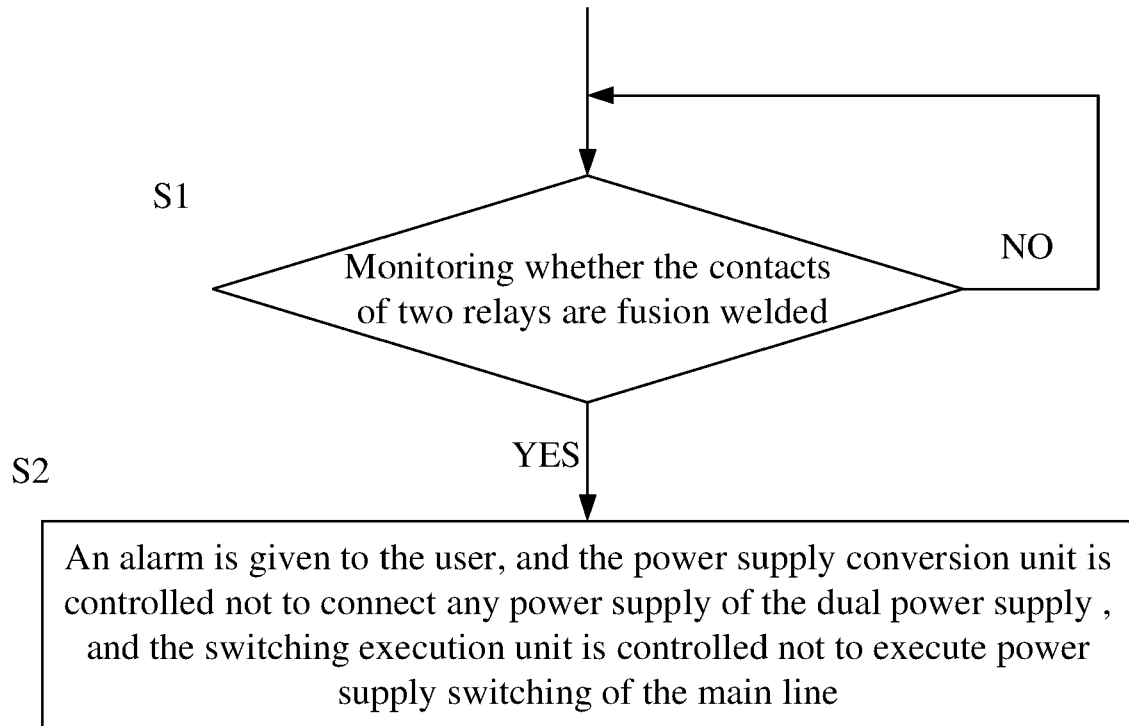 S1
Monitoring whether the contacts
of two relays are fusion welded
NO
YES
S2
An alarm is given to the user, and the power supply conversion unit is
controlled not to connect any power supply of the dual power supply ,
and the switching execution unit is controlled not to execute power
supply switching of the main line